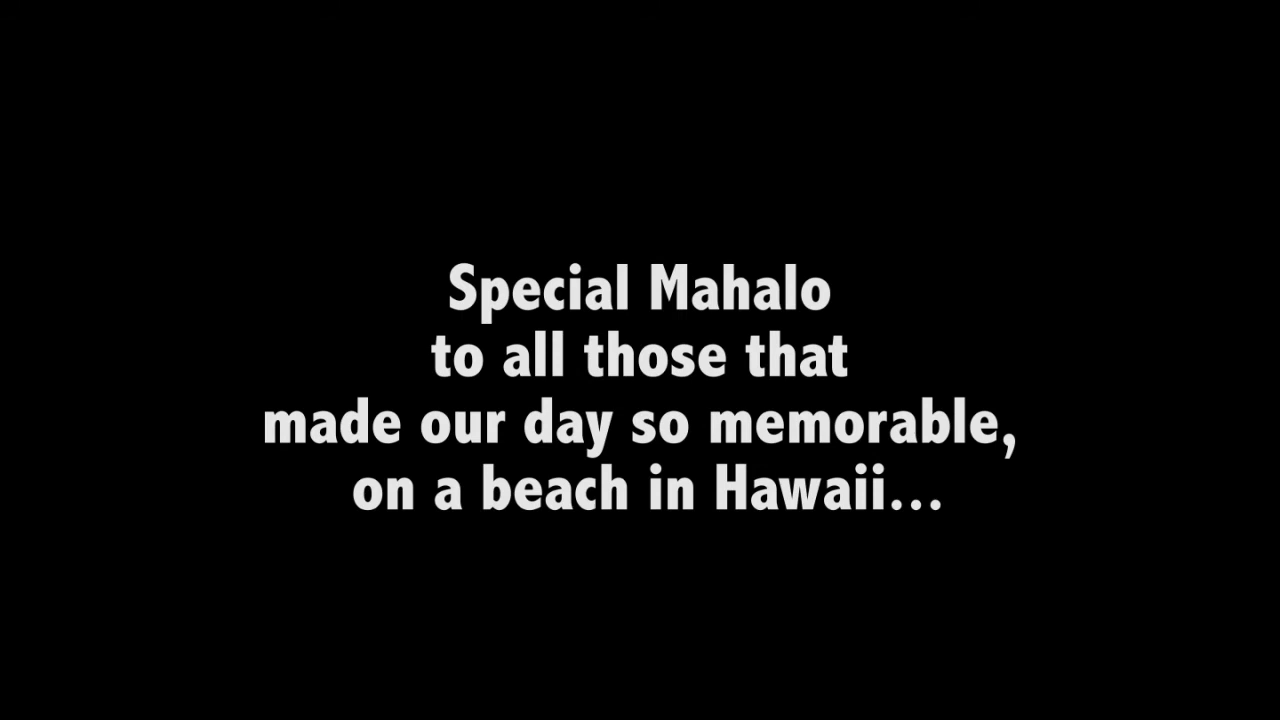 Special Mahalo
to all those that
made our day so memorable,
on a beach in Hawaii...